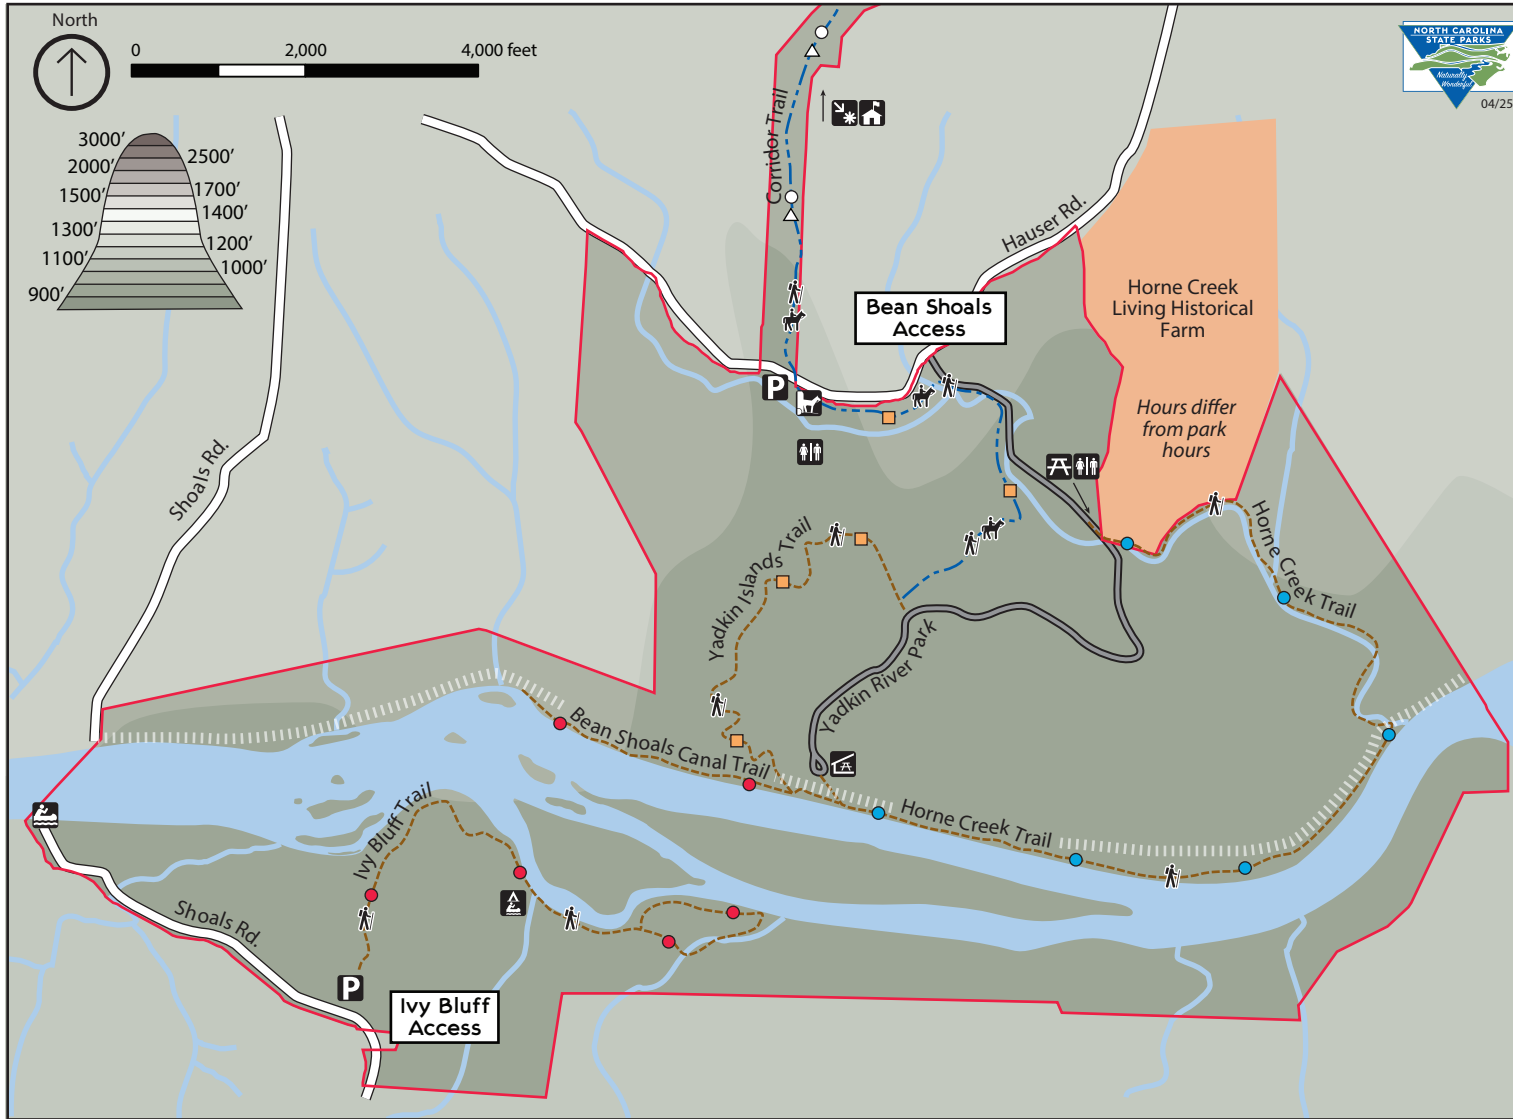 North
0 2,000 4,000 feet
NORTH CAROLINA
STATE PARKS
Naturally
Wonderful
04/25
3000’
2500’
2000’
1700’
1500’
1400’
1300’
1200’
1100’
1000’
900’
Corridor Trail
Hauser Rd.
Bean Shoals
Access
Horne Creek
Living Historical
Farm
Hours differ
from park
hours
P
Shoals Rd.
Yadkin Islands Trail
Horne Creek Trail
Yadkin River Park
Bean Shoals Canal Trail
Horne Creek Trail
Ivy Bluff Trail
Shoals Rd.
P
Ivy Bluff
Access